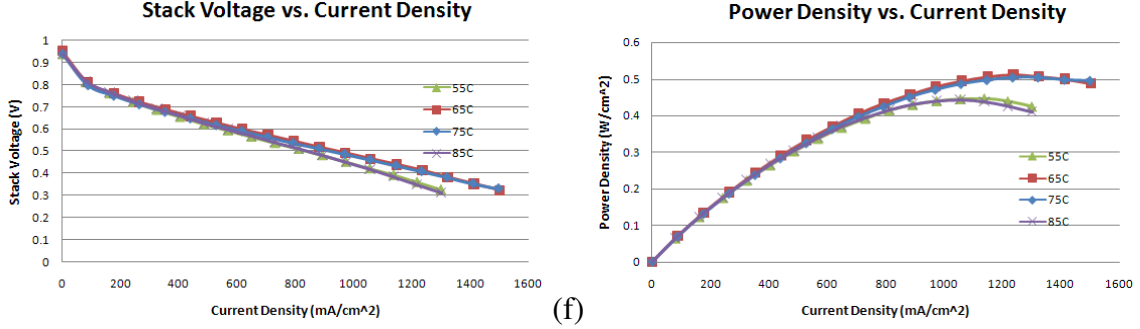 Stack Voltage vs. Current Density
Stack Voltage (V)
1
0.9
0.8
0.7
0.6
0.5
0.4
0.3
0.2
0.1
0
0 200 400 600 800 1000 1200 1400 1600
Current Density (mA/cm^2)
55C
65C
75C
85C
(f)
Power Density vs. Current Density
Power Density (W/cm^2)
0.6
0.5
0.4
0.3
0.2
0.1
0
0 200 400 600 800 1000 1200 1400 1600
Current Density (mA/cm^2)
55C
65C
75C
85C